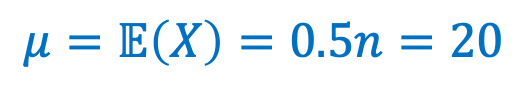 μ = 𝔼(X) = 0.5n = 20